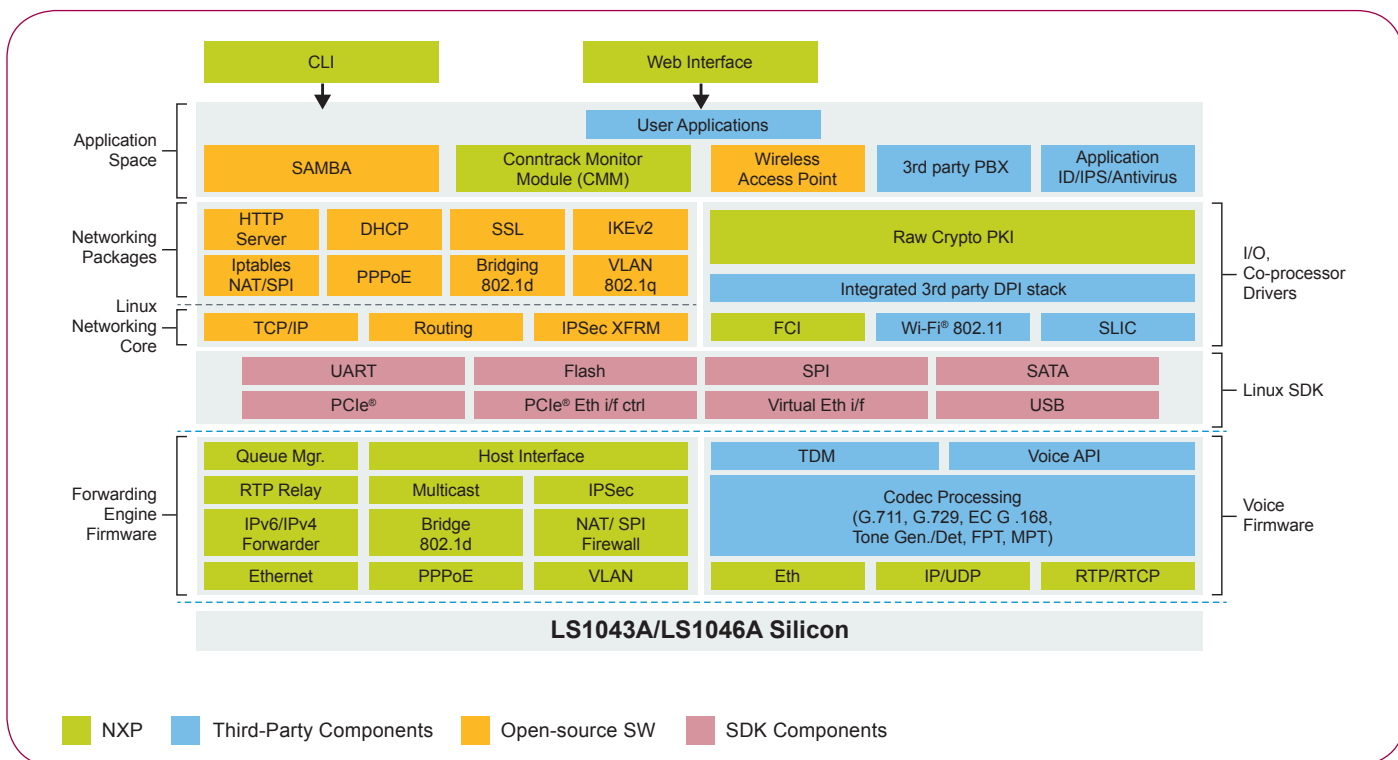 CLI
Web Interface
Application
Space
User Applications
SAMBA
Conntrack Monitor
Module (CMM)
Wireless
Access Point
3rd party PBX
Application
ID/IPS/Antivirus
Networking
Packages
HTTP
Server
DHCP
SSL
IKEv2
Iptables
NAT/SPI
PPPoE
Bridging
802.1d
VLAN
802.1q
Linux
Networking
Core
TCP/IP
Routing
IPSec XFRM
Raw Crypto PKI
Integrated 3rd party DPI stack
FCI
Wi-Fi® 802.11
SLIC
I/O,
Co-processor
Drivers
UART
Flash
SPI
SATA
PCIe®
PCIe® Eth i/f ctrl
Virtual Eth i/f
USB
Linux SDK
Forwarding
Engine
Firmware
Queue Mgr.
Host Interface
RTP Relay
Multicast
IPSec
IPv6/IPv4
Forwarder
Bridge
802.1d
NAT/ SPI
Firewall
Ethernet
PPPoE
VLAN
TDM
Voice API
Codec Processing
(G.711, G.729, EC G .168,
Tone Gen./Det, FPT, MPT)
Eth
IP/UDP
RTP/RTCP
Voice
Firmware
LS1043A/LS1046A Silicon
NXP
Third-Party Components
Open-source SW
SDK Components